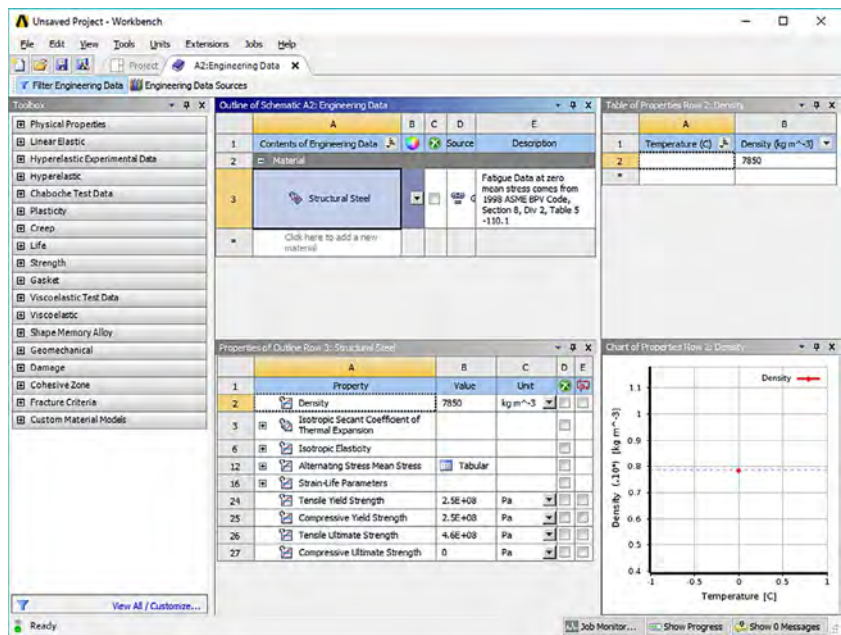 Unsaved Project - Workbench
File Edit View Tools Units Extensions Jobs Help
Project A2:Engineering Data
Filter Engineering Data Engineering Data Sources
Toolbox
Physical Properties
Linear Elastic
Hyperelastic Experimental Data
Hyperelastic
Chaboche Test Data
Plasticity
Creep
Life
Strength
Gasket
Viscoelastic Test Data
Viscoelastic
Shape Memory Alloy
Geomechanical
Damage
Cohesive Zone
Fracture Criteria
Custom Material Models
View All / Customize...
Outline of Schematic A2: Engineering Data
A B C D E
1 Contents of Engineering Data Source Description
2 Material
3 Structural Steel
Fatigue Data at zero
mean stress comes from
1998 ASME BPV Code,
Section 8, Div 2, Table 5
-110.1
* Click here to add a new
material
Properties of Outline Row 3: Structural Steel
A B C D E
1 Property Value Unit
2 Density 7850 kg m^-3
3 Isotropic Secant Coefficient of
Thermal Expansion
6 Isotropic Elasticity
12 Alternating Stress Mean Stress Tabular
16 Strain-Life Parameters
24 Tensile Yield Strength 2.5E+08 Pa
25 Compressive Yield Strength 2.5E+08 Pa
26 Tensile Ultimate Strength 4.6E+08 Pa
27 Compressive Ultimate Strength 0 Pa
Table of Properties Row 2: Density
A B
1 Temperature (C) Density (kg m^-3)
2 7850
*
Chart of Properties Row 2: Density
Density
1.1
1
0.9
0.8
0.7
0.6
0.5
0.4
Density (.10⁴) [kg m^-3]
-1 -0.5 0 0.5 1
Temperature [C]
Ready
Job Monitor... Show Progress Show 0 Messages